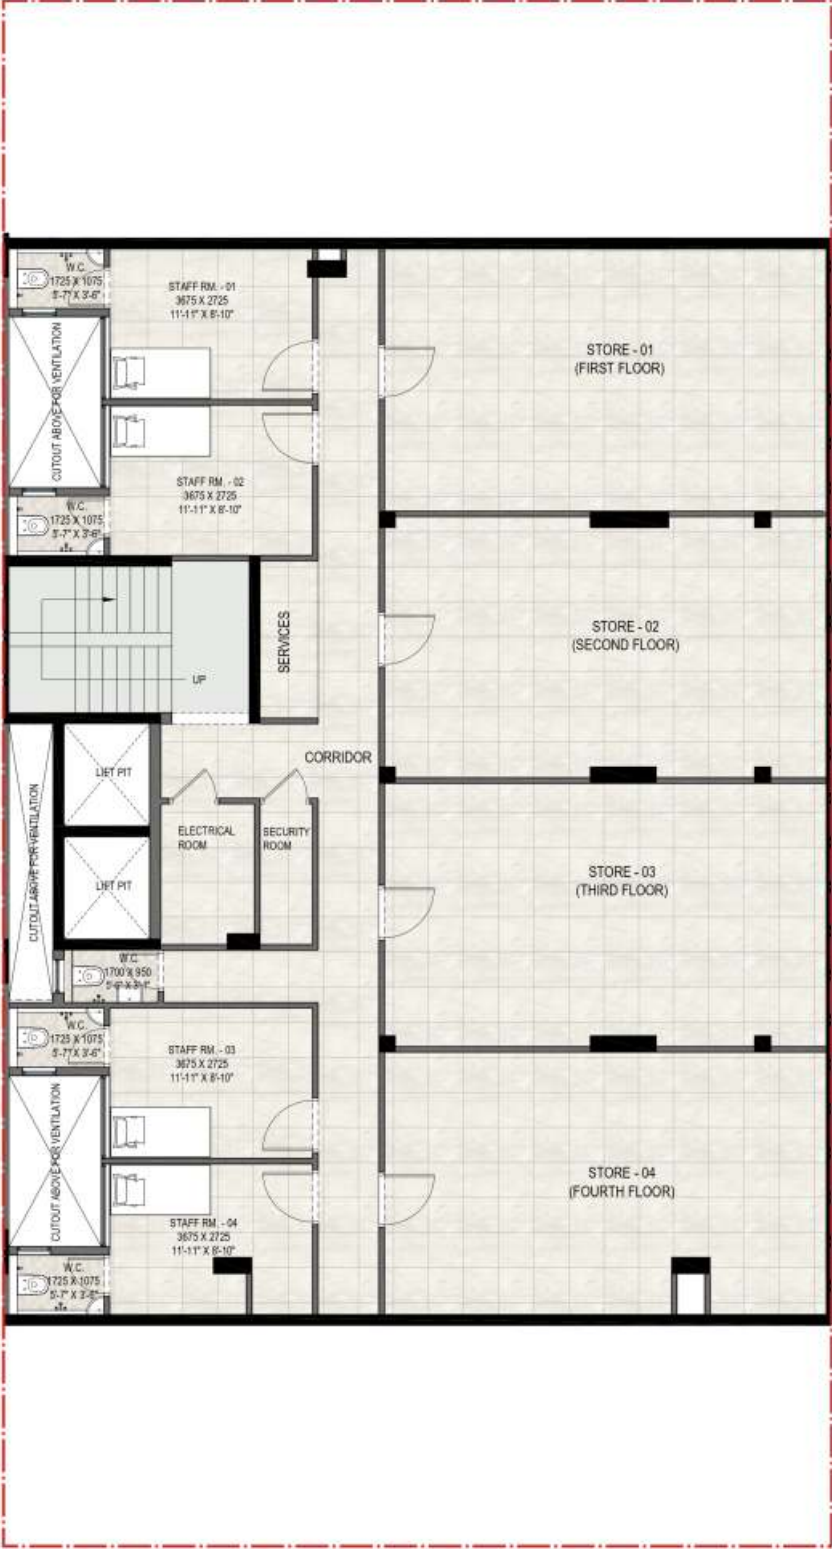 W.C.
1725 X 1075
5'-7" X 3'-6"
STAFF RM. - 01
3675 X 2725
11'-11" X 8'-10"
CUTOUT ABOVE FOR VENTILATION
STORE - 01
(FIRST FLOOR)
STAFF RM. - 02
3675 X 2725
11'-11" X 8'-10"
W.C.
1725 X 1075
5'-7" X 3'-6"
SERVICES
UP
STORE - 02
(SECOND FLOOR)
CORRIDOR
LIFT PIT
CUTOUT ABOVE FOR VENTILATION
ELECTRICAL
ROOM
SECURITY
ROOM
LIFT PIT
STORE - 03
(THIRD FLOOR)
W.C.
1700 X 950
5'-6" X 3'-1"
W.C.
1725 X 1075
5'-7" X 3'-6"
STAFF RM. - 03
3675 X 2725
11'-11" X 8'-10"
CUTOUT ABOVE FOR VENTILATION
STORE - 04
(FOURTH FLOOR)
STAFF RM. - 04
3675 X 2725
11'-11" X 8'-10"
W.C.
1725 X 1075
5'-7" X 3'-6"